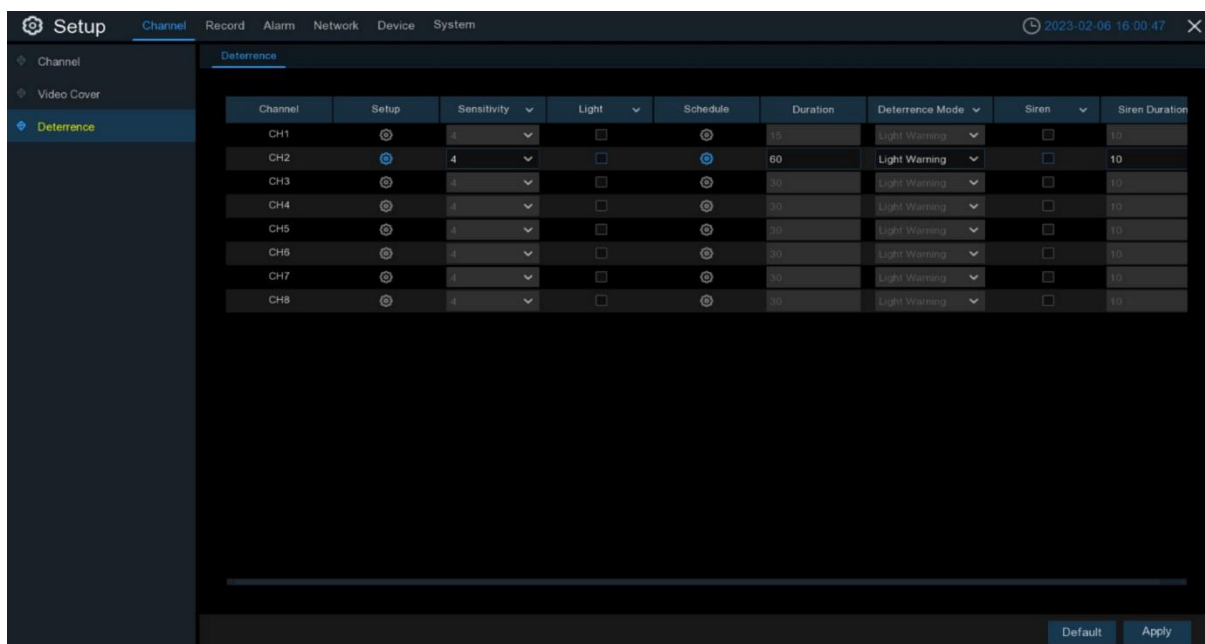 Setup Channel Record Alarm Network Device System 2023-02-06 16:00:47
Channel
Video Cover
Deterrence
Deterrence
Channel Setup Sensitivity Light Schedule Duration Deterrence Mode Siren Siren Duration
CH1 4 15 Light Warning 10
CH2 4 60 Light Warning 10
CH3 4 30 Light Warning 10
CH4 4 30 Light Warning 10
CH5 4 30 Light Warning 10
CH6 4 30 Light Warning 10
CH7 4 30 Light Warning 10
CH8 4 30 Light Warning 10
Default Apply